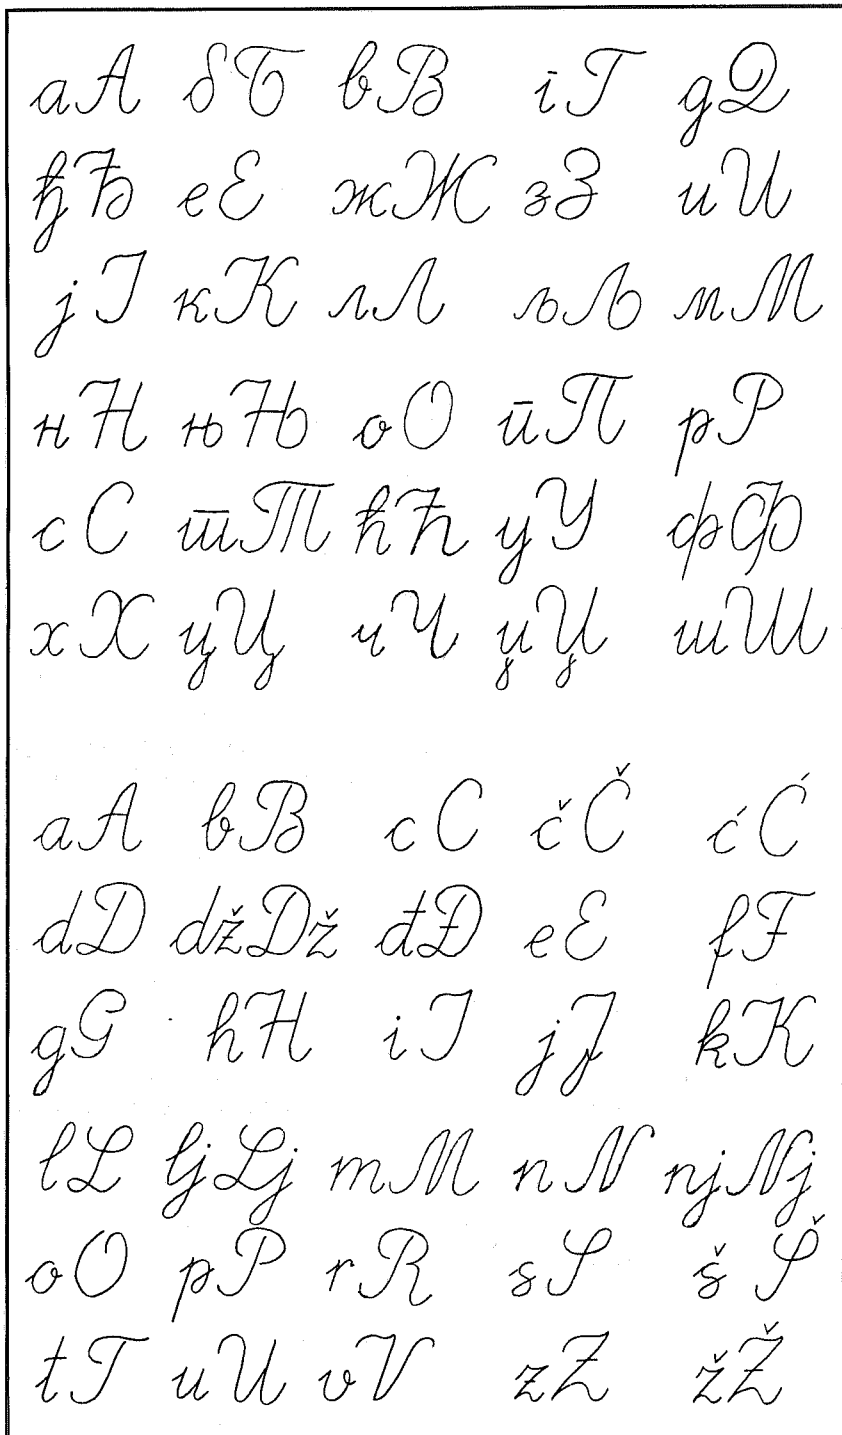 аА бБ вВ гГ дД
ђЂ еЕ жЖ зЗ иИ
јЈ кК лЛ љЉ мМ
нН њЊ оО пП рР
сС тТ ћЋ уУ фФ
хХ цЦ чЧ џЏ шШ
aA bB cC čČ ćĆ
dD džDž đĐ eE fF
gG hH iI jJ kK
lL ljLj mM nN njNj
oO pP rR sS šŠ
tT uU vV zZ žŽ